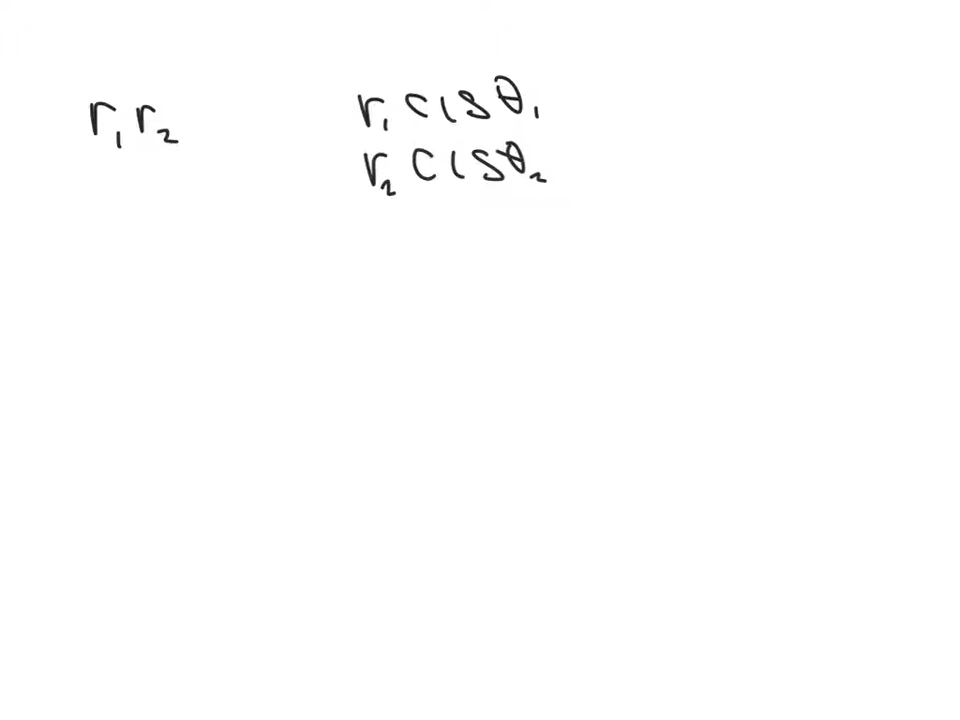 r₁r₂
r₁ cis θ₁
r₂ cis θ₂